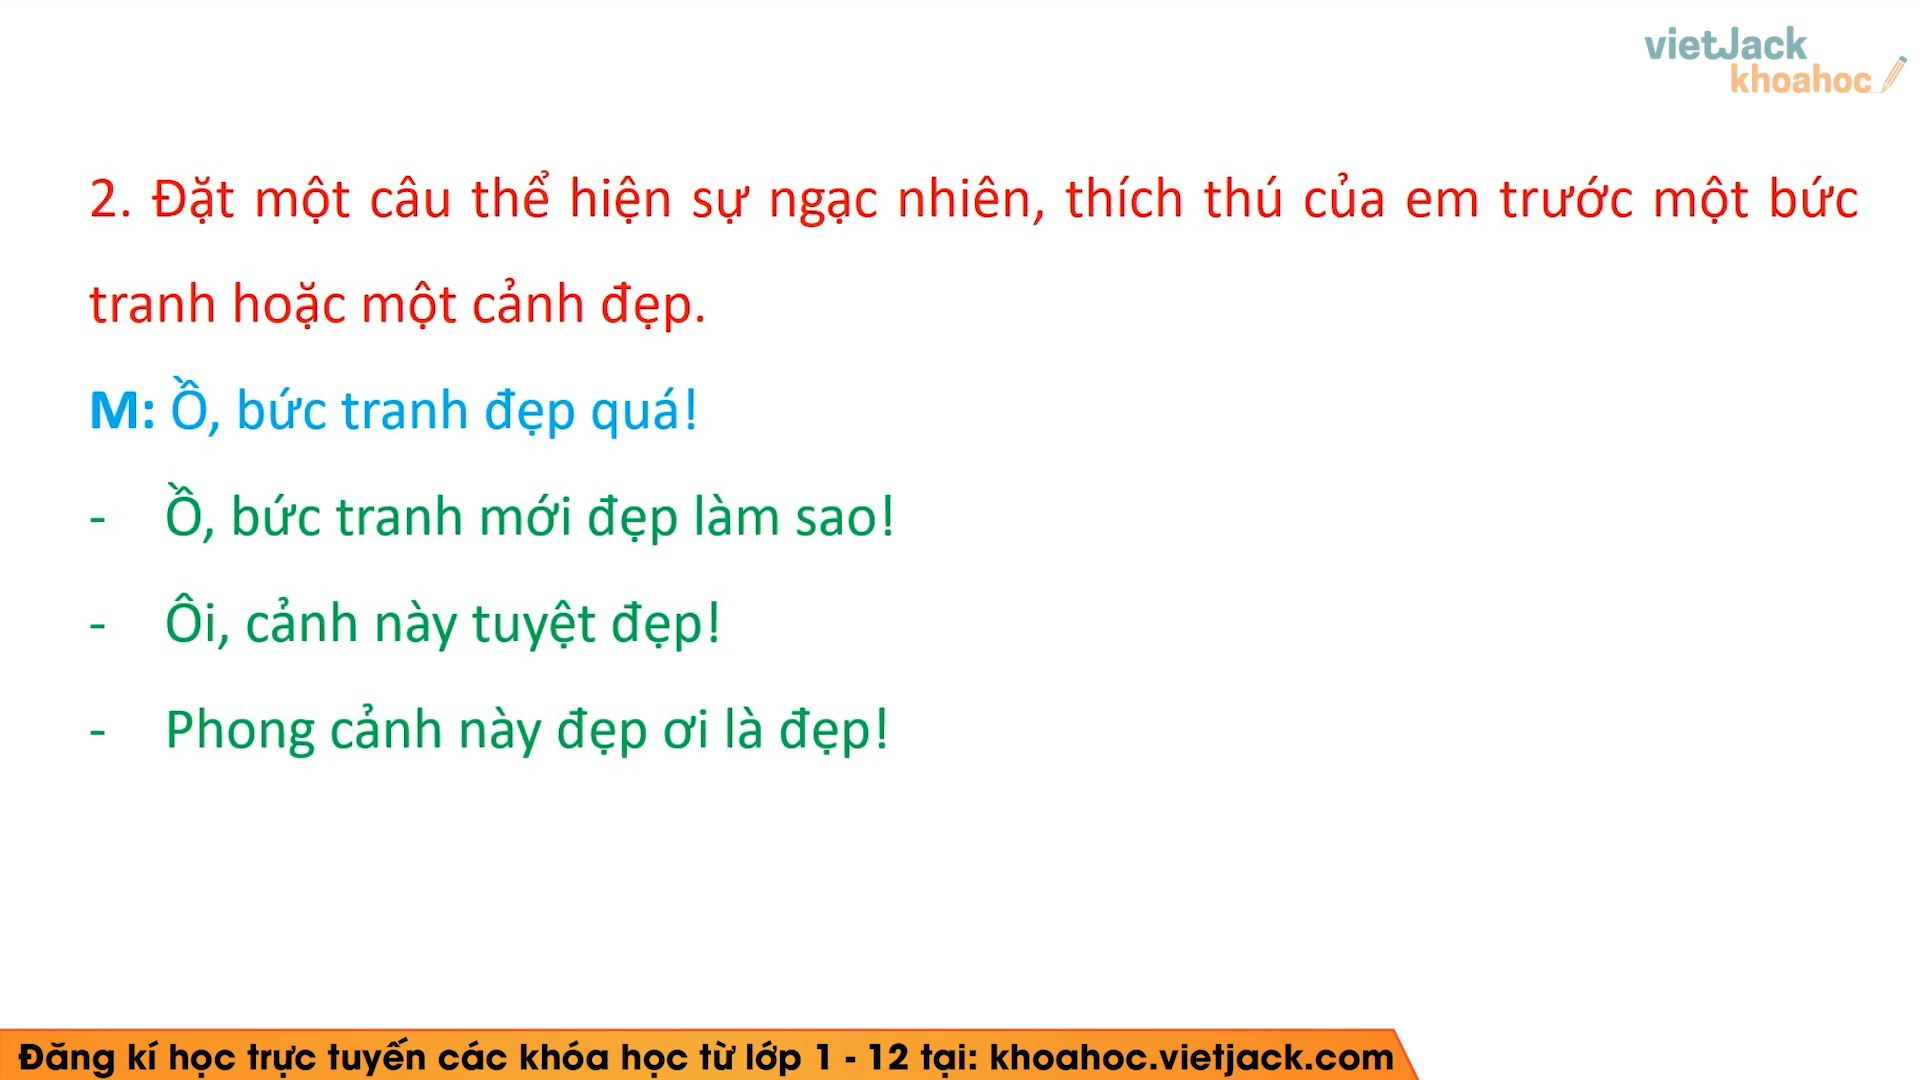 vietJack
khoahoc
2. Đặt một câu thể hiện sự ngạc nhiên, thích thú của em trước một bức
tranh hoặc một cảnh đẹp.
M: Ồ, bức tranh đẹp quá!
- Ồ, bức tranh mới đẹp làm sao!
- Ôi, cảnh này tuyệt đẹp!
- Phong cảnh này đẹp ơi là đẹp!
Đăng kí học trực tuyến các khóa học từ lớp 1 - 12 tại: khoahoc.vietjack.com